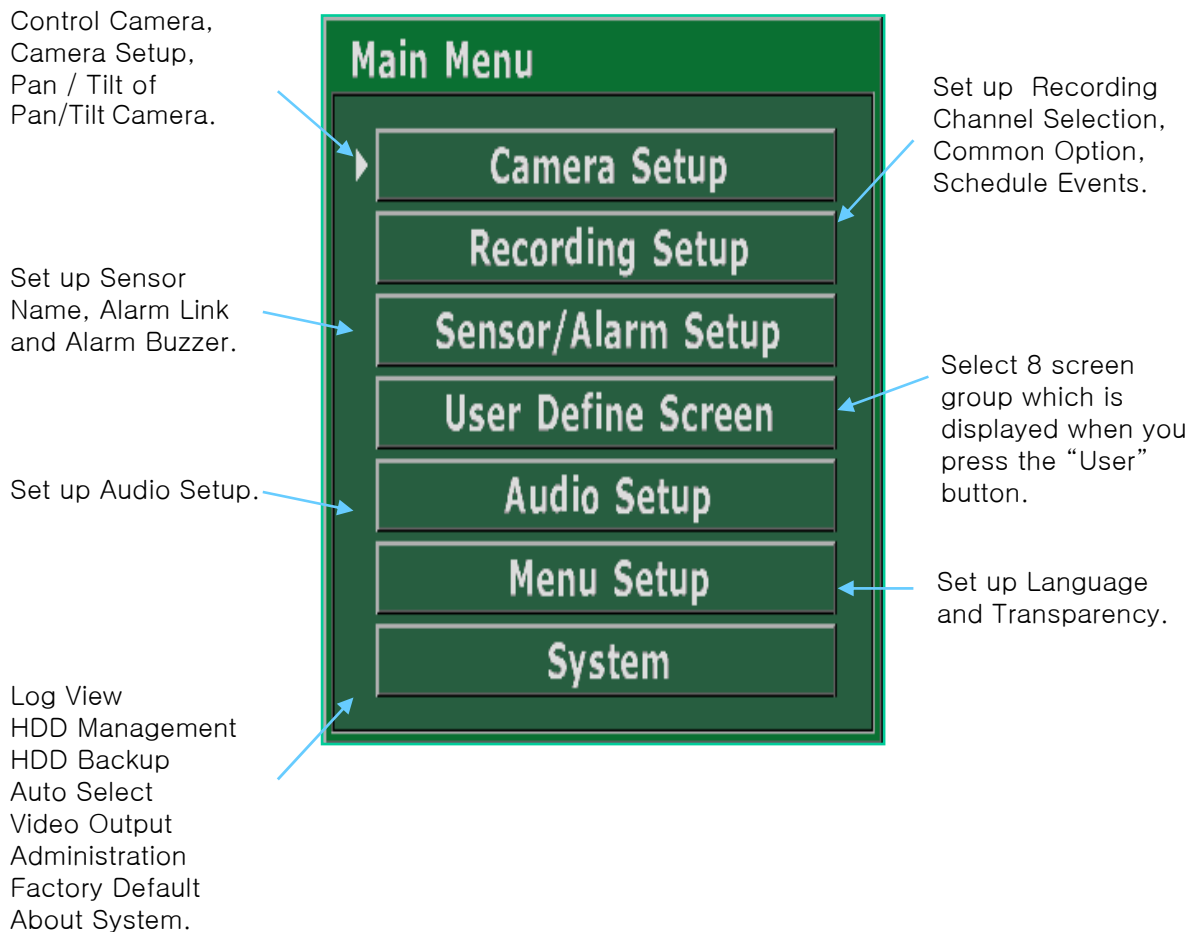 Control Camera,
Camera Setup,
Pan / Tilt of
Pan/Tilt Camera.
Main Menu
Camera Setup
Recording Setup
Sensor/Alarm Setup
User Define Screen
Audio Setup
Menu Setup
System
Set up  Recording
Channel Selection,
Common Option,
Schedule Events.
Set up Sensor
Name, Alarm Link
and Alarm Buzzer.
Select 8 screen
group which is
displayed when you
press the “User”
button.
Set up Audio Setup.
Set up Language
and Transparency.
Log View
HDD Management
HDD Backup
Auto Select
Video Output
Administration
Factory Default
About System.